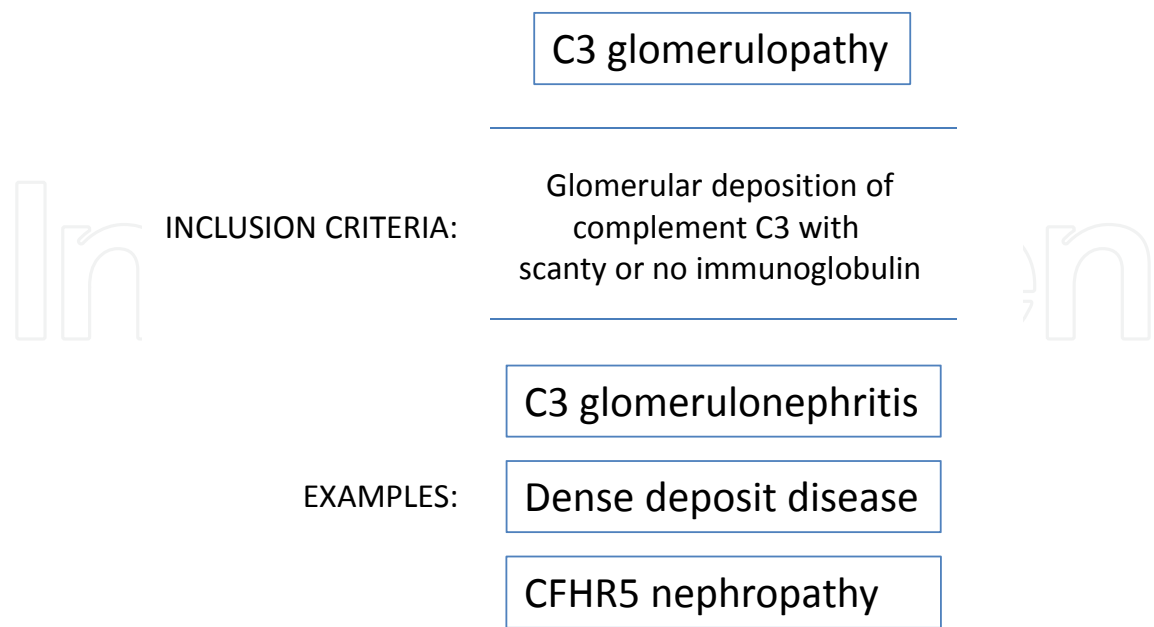 C3 glomerulopathy
INCLUSION CRITERIA:
Glomerular deposition of
complement C3 with
scanty or no immunoglobulin
C3 glomerulonephritis
EXAMPLES:
Dense deposit disease
CFHR5 nephropathy